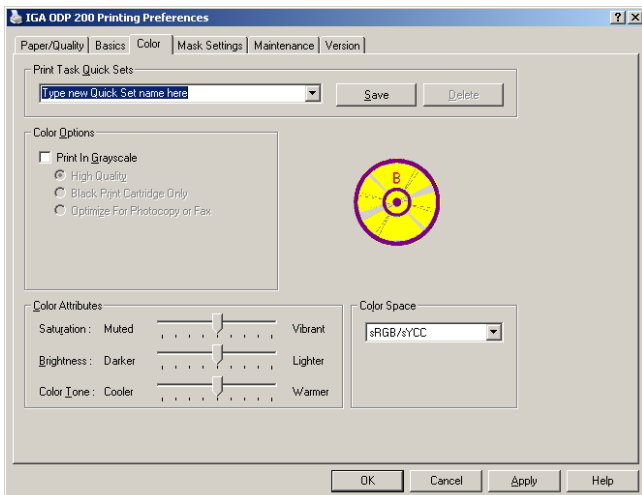 IGA ODP 200 Printing Preferences
Paper/Quality Basics Color Mask Settings Maintenance Version
Print Task Quick Sets
Type new Quick Set name here Save Delete
Color Options
Print In Grayscale
High Quality
Black Print Cartridge Only
Optimize For Photocopy or Fax
B
Color Attributes
Saturation : Muted Vibrant
Brightness : Darker Lighter
Color Tone : Cooler Warmer
Color Space
sRGB/sYCC
OK Cancel Apply Help